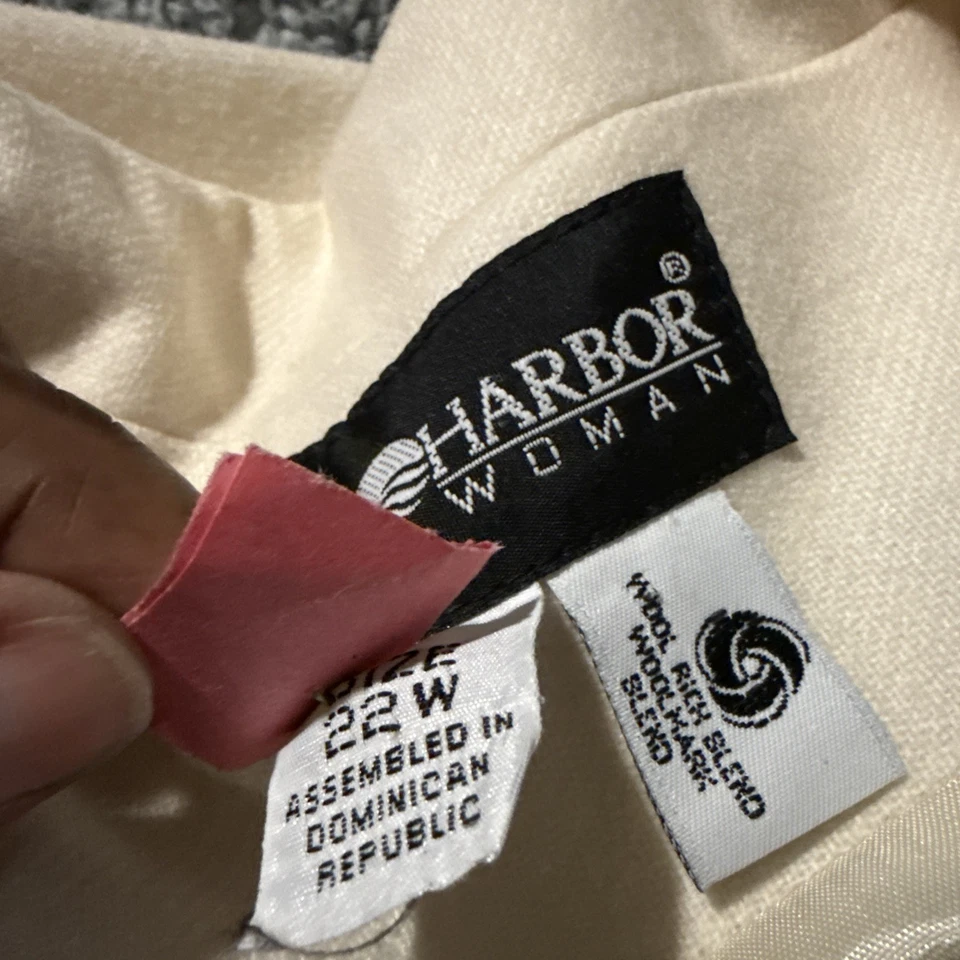 HARBOR®
WOMAN
SIZE
22 W
ASSEMBLED IN
DOMINICAN
REPUBLIC
WOOL RICH BLEND
WOOLMARK
BLEND